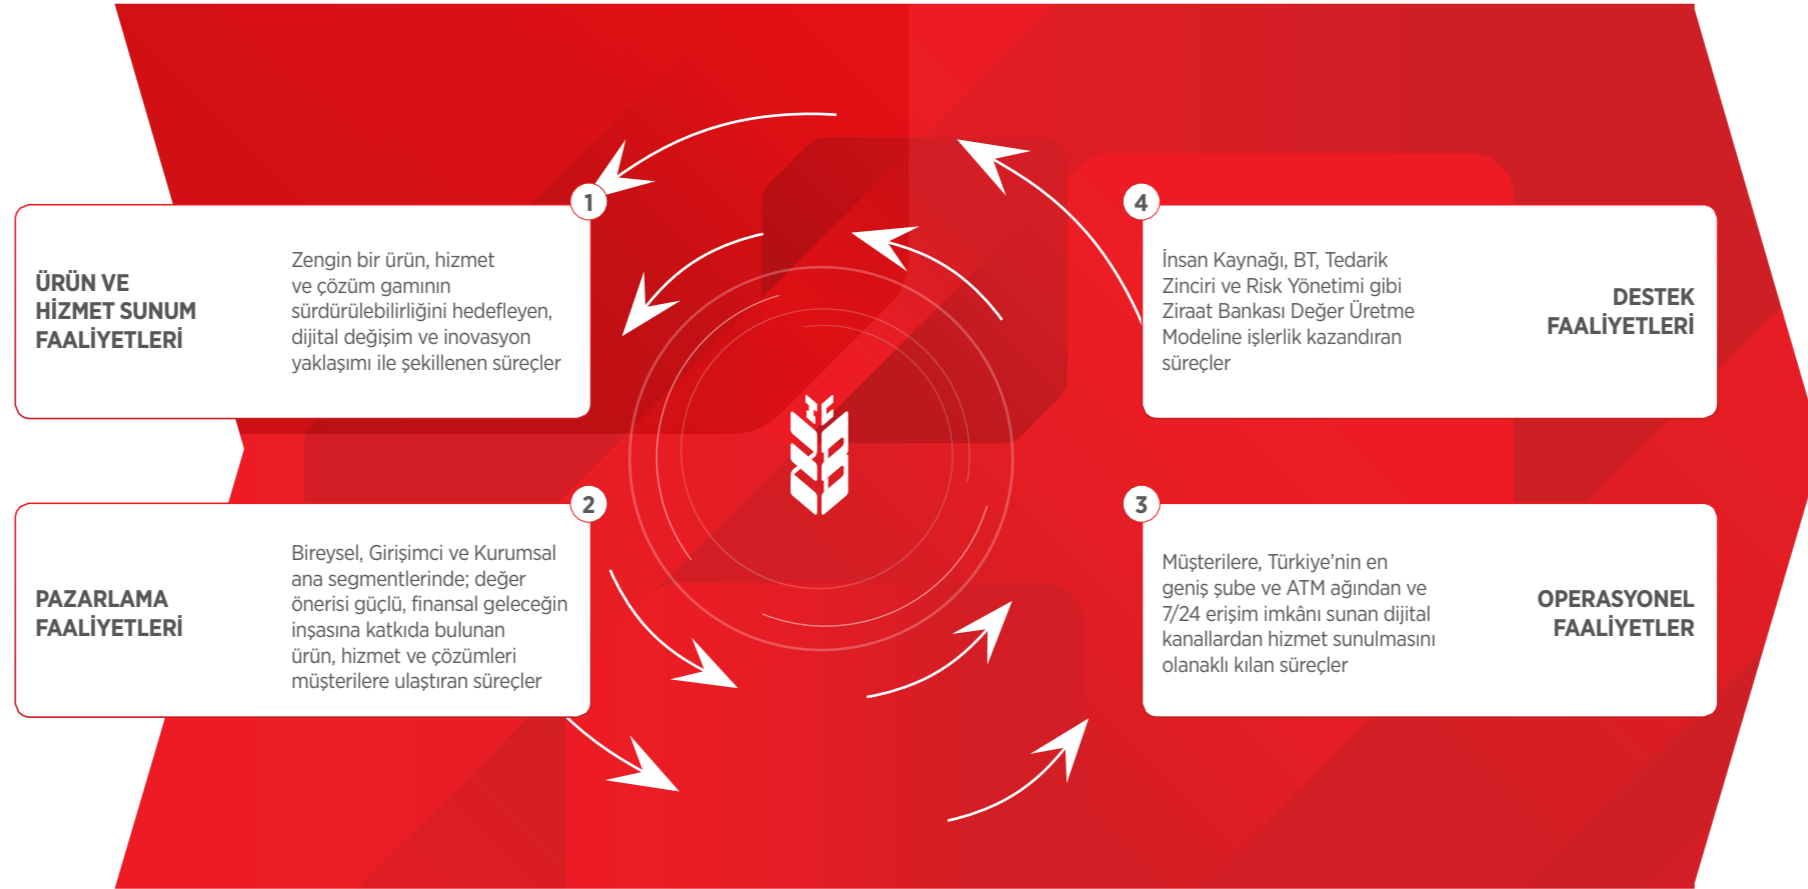 1
ÜRÜN VE
HİZMET SUNUM
FAALİYETLERİ
Zengin bir ürün, hizmet
ve çözüm gamının
sürdürülebilirliğini hedefleyen,
dijital değişim ve inovasyon
yaklaşımı ile şekillenen süreçler
2
PAZARLAMA
FAALİYETLERİ
Bireysel, Girişimci ve Kurumsal
ana segmentlerinde; değer
önerisi güçlü, finansal geleceğin
inşasına katkıda bulunan
ürün, hizmet ve çözümleri
müşterilere ulaştıran süreçler
TC
3
Müşterilere, Türkiye’nin en
geniş şube ve ATM ağından ve
7/24 erişim imkânı sunan dijital
kanallardan hizmet sunulmasını
olanaklı kılan süreçler
OPERASYONEL
FAALİYETLER
4
İnsan Kaynağı, BT, Tedarik
Zinciri ve Risk Yönetimi gibi
Ziraat Bankası Değer Üretme
Modeline işlerlik kazandıran
süreçler
DESTEK
FAALİYETLERİ